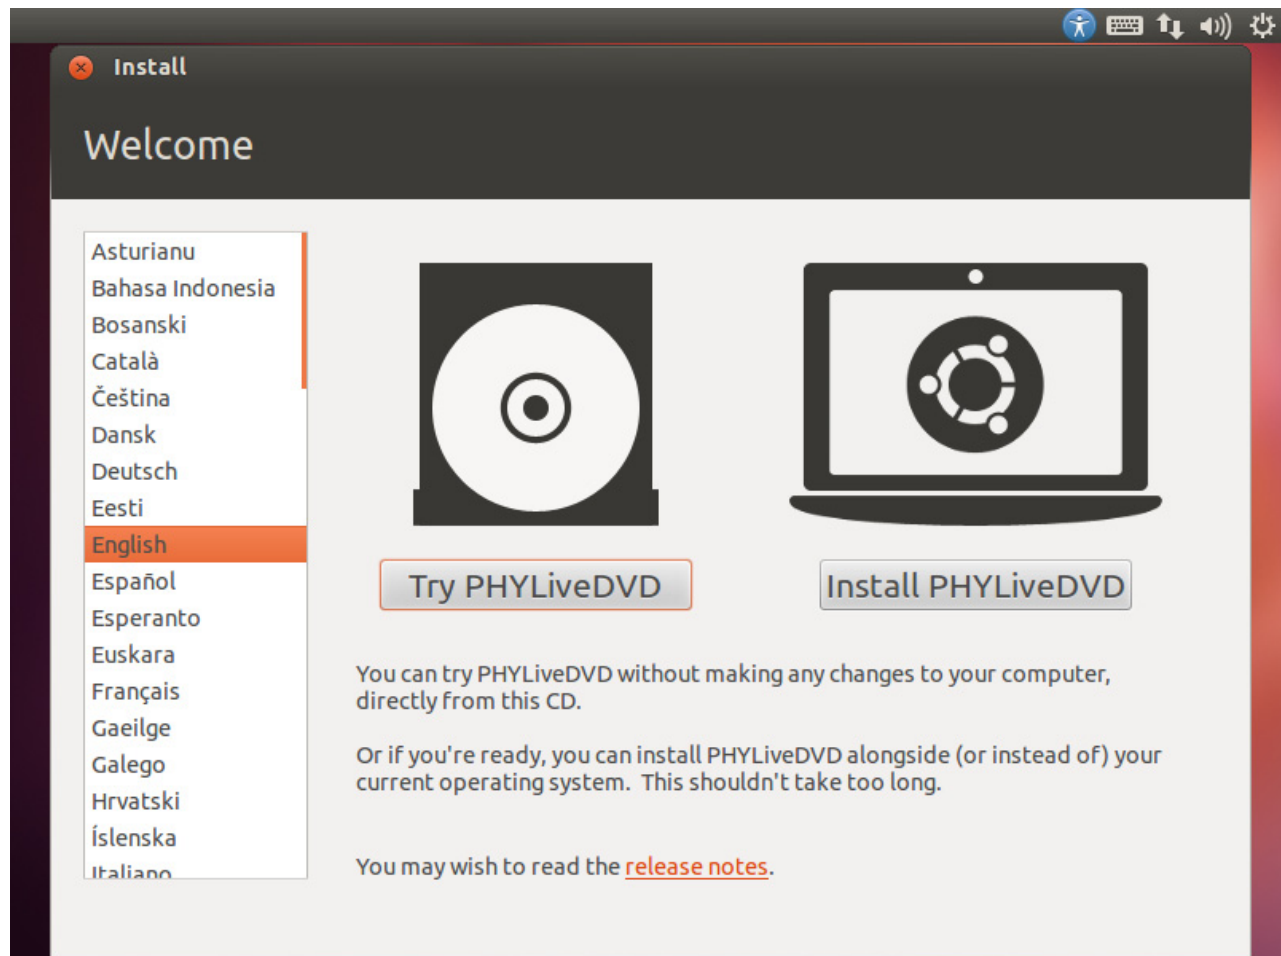 Install
Welcome
Asturianu
Bahasa Indonesia
Bosanski
Català
Čeština
Dansk
Deutsch
Eesti
English
Español
Esperanto
Euskara
Français
Gaeilge
Galego
Hrvatski
Íslenska
Italiano
Try PHYLiveDVD
Install PHYLiveDVD
You can try PHYLiveDVD without making any changes to your computer,
directly from this CD.
Or if you're ready, you can install PHYLiveDVD alongside (or instead of) your
current operating system. This shouldn't take too long.
You may wish to read the release notes.